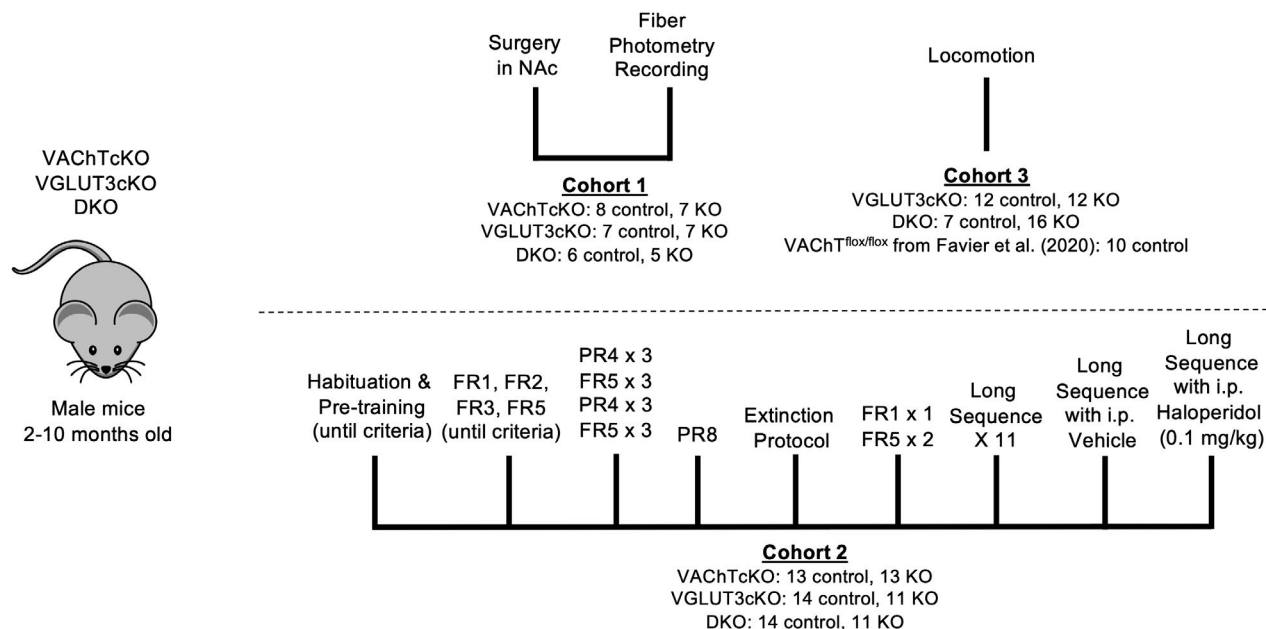 VAChTcKO
VGLUT3cKO
DKO
Male mice
2-10 months old
Surgery
in NAc
Fiber
Photometry
Recording
Cohort 1
VAChTcKO: 8 control, 7 KO
VGLUT3cKO: 7 control, 7 KO
DKO: 6 control, 5 KO
Locomotion
Cohort 3
VGLUT3cKO: 12 control, 12 KO
DKO: 7 control, 16 KO
VAChTflox/flox from Favier et al. (2020): 10 control
Habituation &
Pre-training
(until criteria)
FR1, FR2,
FR3, FR5
(until criteria)
PR4 x 3
FR5 x 3
PR4 x 3
FR5 x 3
PR8
Extinction
Protocol
FR1 x 1
FR5 x 2
Long
Sequence
X 11
Long
Sequence
with i.p.
Vehicle
Long
Sequence
with i.p.
Haloperidol
(0.1 mg/kg)
Cohort 2
VAChTcKO: 13 control, 13 KO
VGLUT3cKO: 14 control, 11 KO
DKO: 14 control, 11 KO